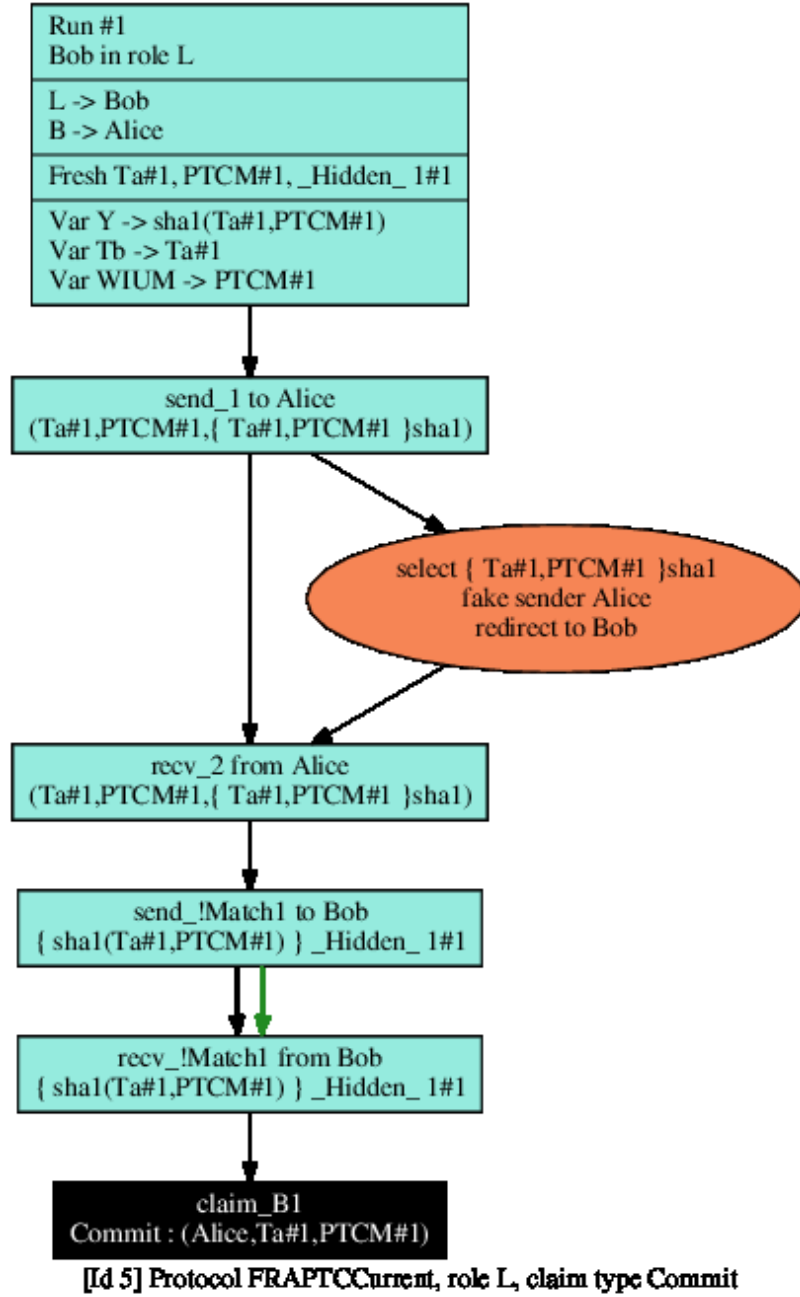 Run #1
Bob in role L
L -> Bob
B -> Alice
Fresh Ta#1, PTCM#1, _Hidden_ 1#1
Var Y -> sha1(Ta#1,PTCM#1)
Var Tb -> Ta#1
Var WIUM -> PTCM#1
send_1 to Alice
(Ta#1,PTCM#1,{ Ta#1,PTCM#1 }sha1)
select { Ta#1,PTCM#1 }sha1
fake sender Alice
redirect to Bob
recv_2 from Alice
(Ta#1,PTCM#1,{ Ta#1,PTCM#1 }sha1)
send_!Match1 to Bob
{ sha1(Ta#1,PTCM#1) } _Hidden_ 1#1
recv_!Match1 from Bob
{ sha1(Ta#1,PTCM#1) } _Hidden_ 1#1
claim_B1
Commit : (Alice,Ta#1,PTCM#1)
[Id 5] Protocol FRAPTCCurrent, role L, claim type Commit